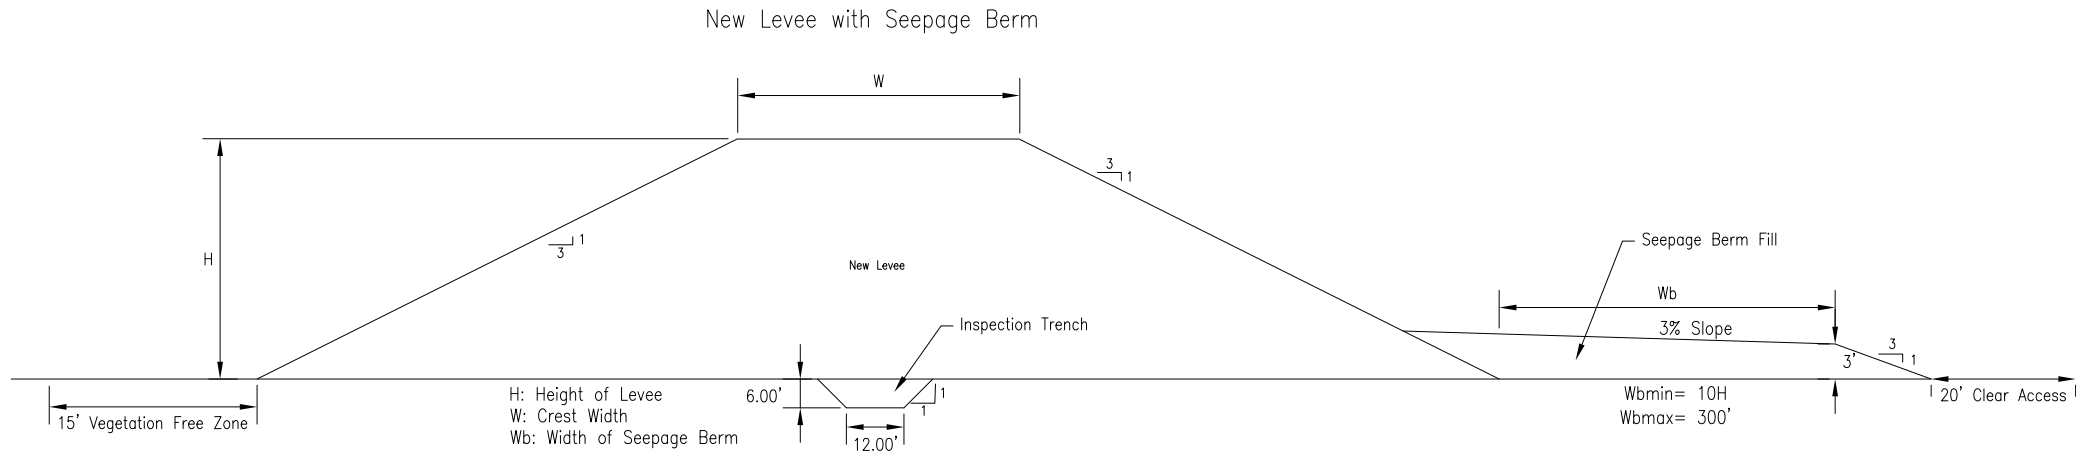 New Levee with Seepage Berm
W
3
1
H
1
3
New Levee
Seepage Berm Fill
Wb
3% Slope
Inspection Trench
3'
3
1
6.00'
1
1
12.00'
15' Vegetation Free Zone
H: Height of Levee
W: Crest Width
Wb: Width of Seepage Berm
Wbmin= 10H
Wbmax= 300'
20' Clear Access